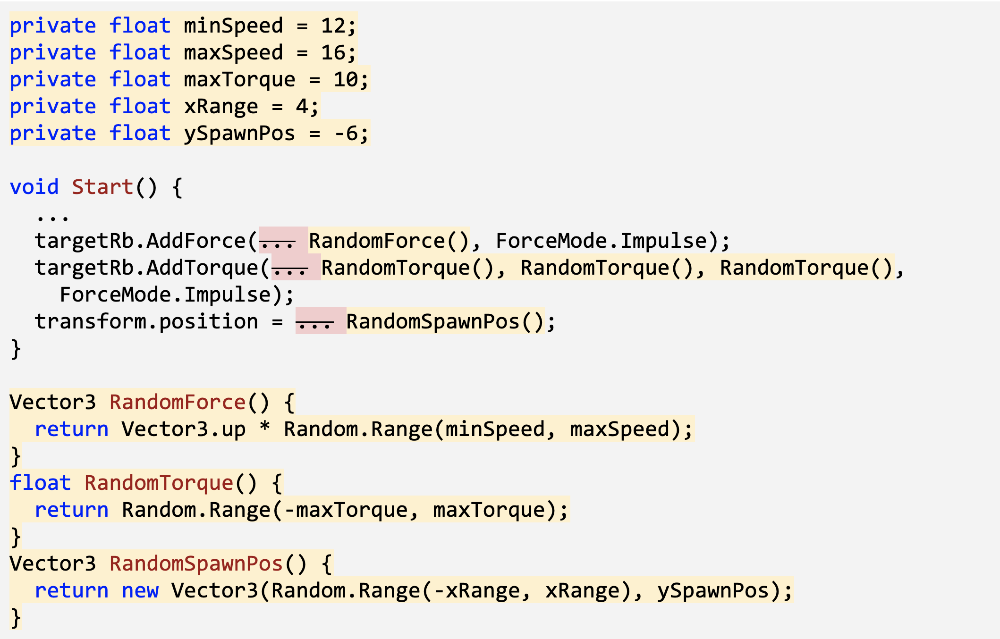 private float minSpeed = 12;
private float maxSpeed = 16;
private float maxTorque = 10;
private float xRange = 4;
private float ySpawnPos = -6;
void Start() {
...
targetRb.AddForce(... RandomForce(), ForceMode.Impulse);
targetRb.AddTorque(... RandomTorque(), RandomTorque(), RandomTorque(),
ForceMode.Impulse);
transform.position = ... RandomSpawnPos();
}
Vector3 RandomForce() {
return Vector3.up * Random.Range(minSpeed, maxSpeed);
}
float RandomTorque() {
return Random.Range(-maxTorque, maxTorque);
}
Vector3 RandomSpawnPos() {
return new Vector3(Random.Range(-xRange, xRange), ySpawnPos);
}